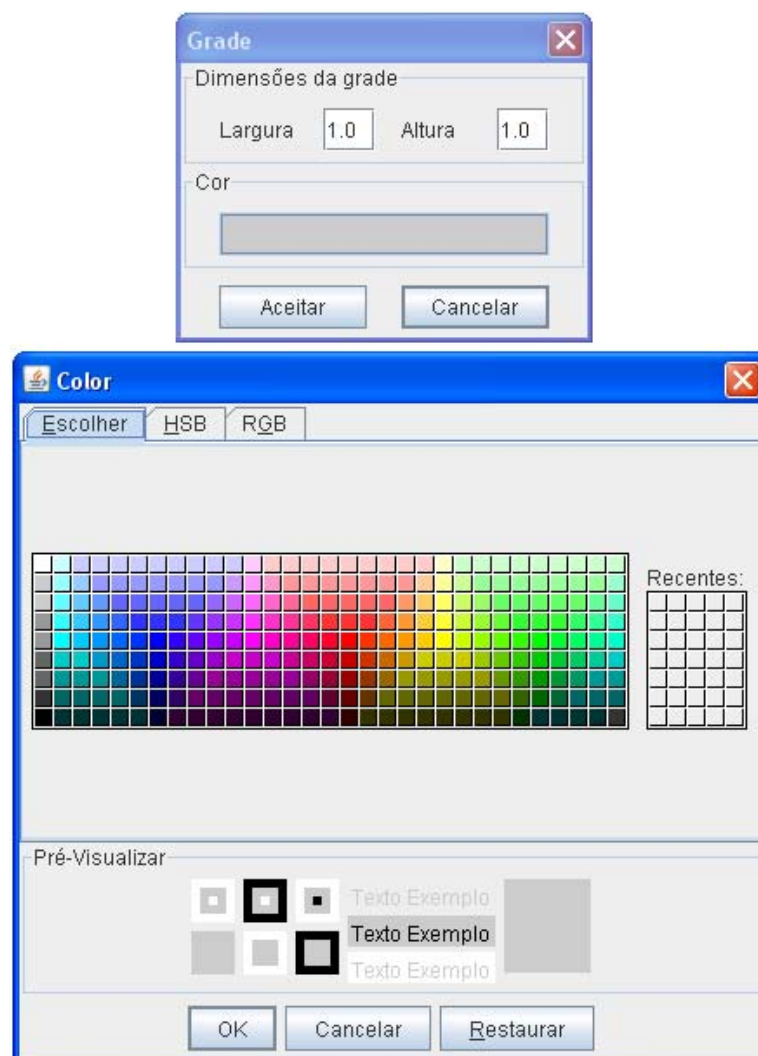 Grade
Dimensões da grade
Largura 1.0 Altura 1.0
Cor
Aceitar Cancelar
Color
Escolher HSB RGB
Recentes:
Pré-Visualizar
Texto Exemplo
Texto Exemplo
Texto Exemplo
OK Cancelar Restaurar